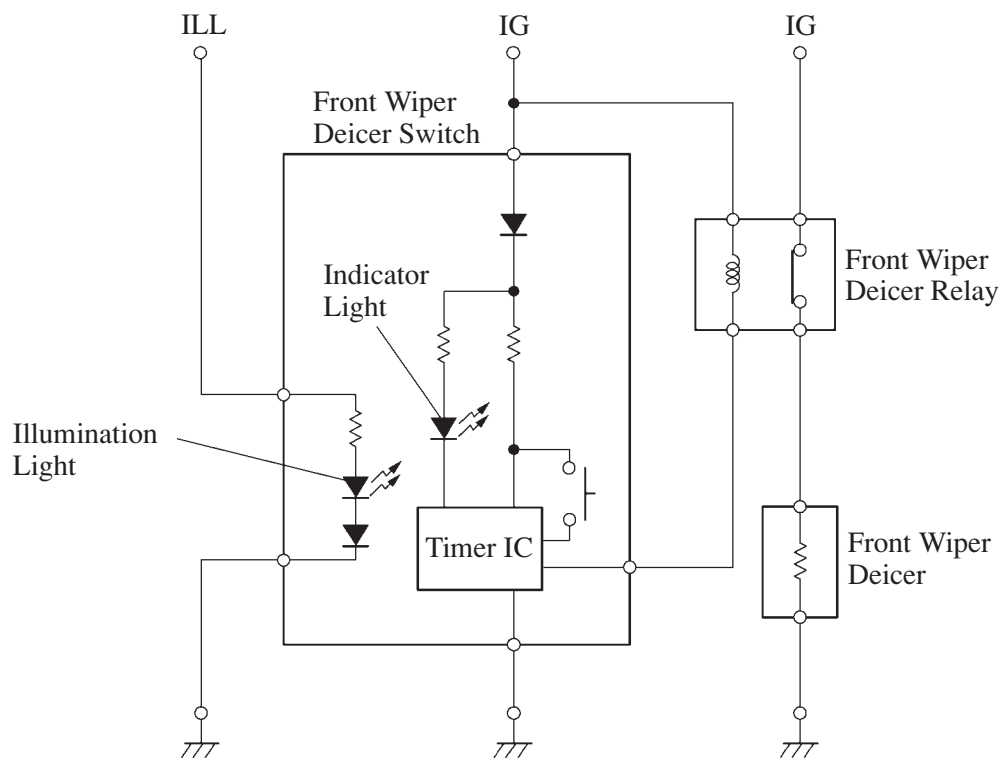 ILL
IG
IG
Front Wiper
Deicer Switch
Indicator
Light
Front Wiper
Deicer Relay
Illumination
Light
Timer IC
Front Wiper
Deicer